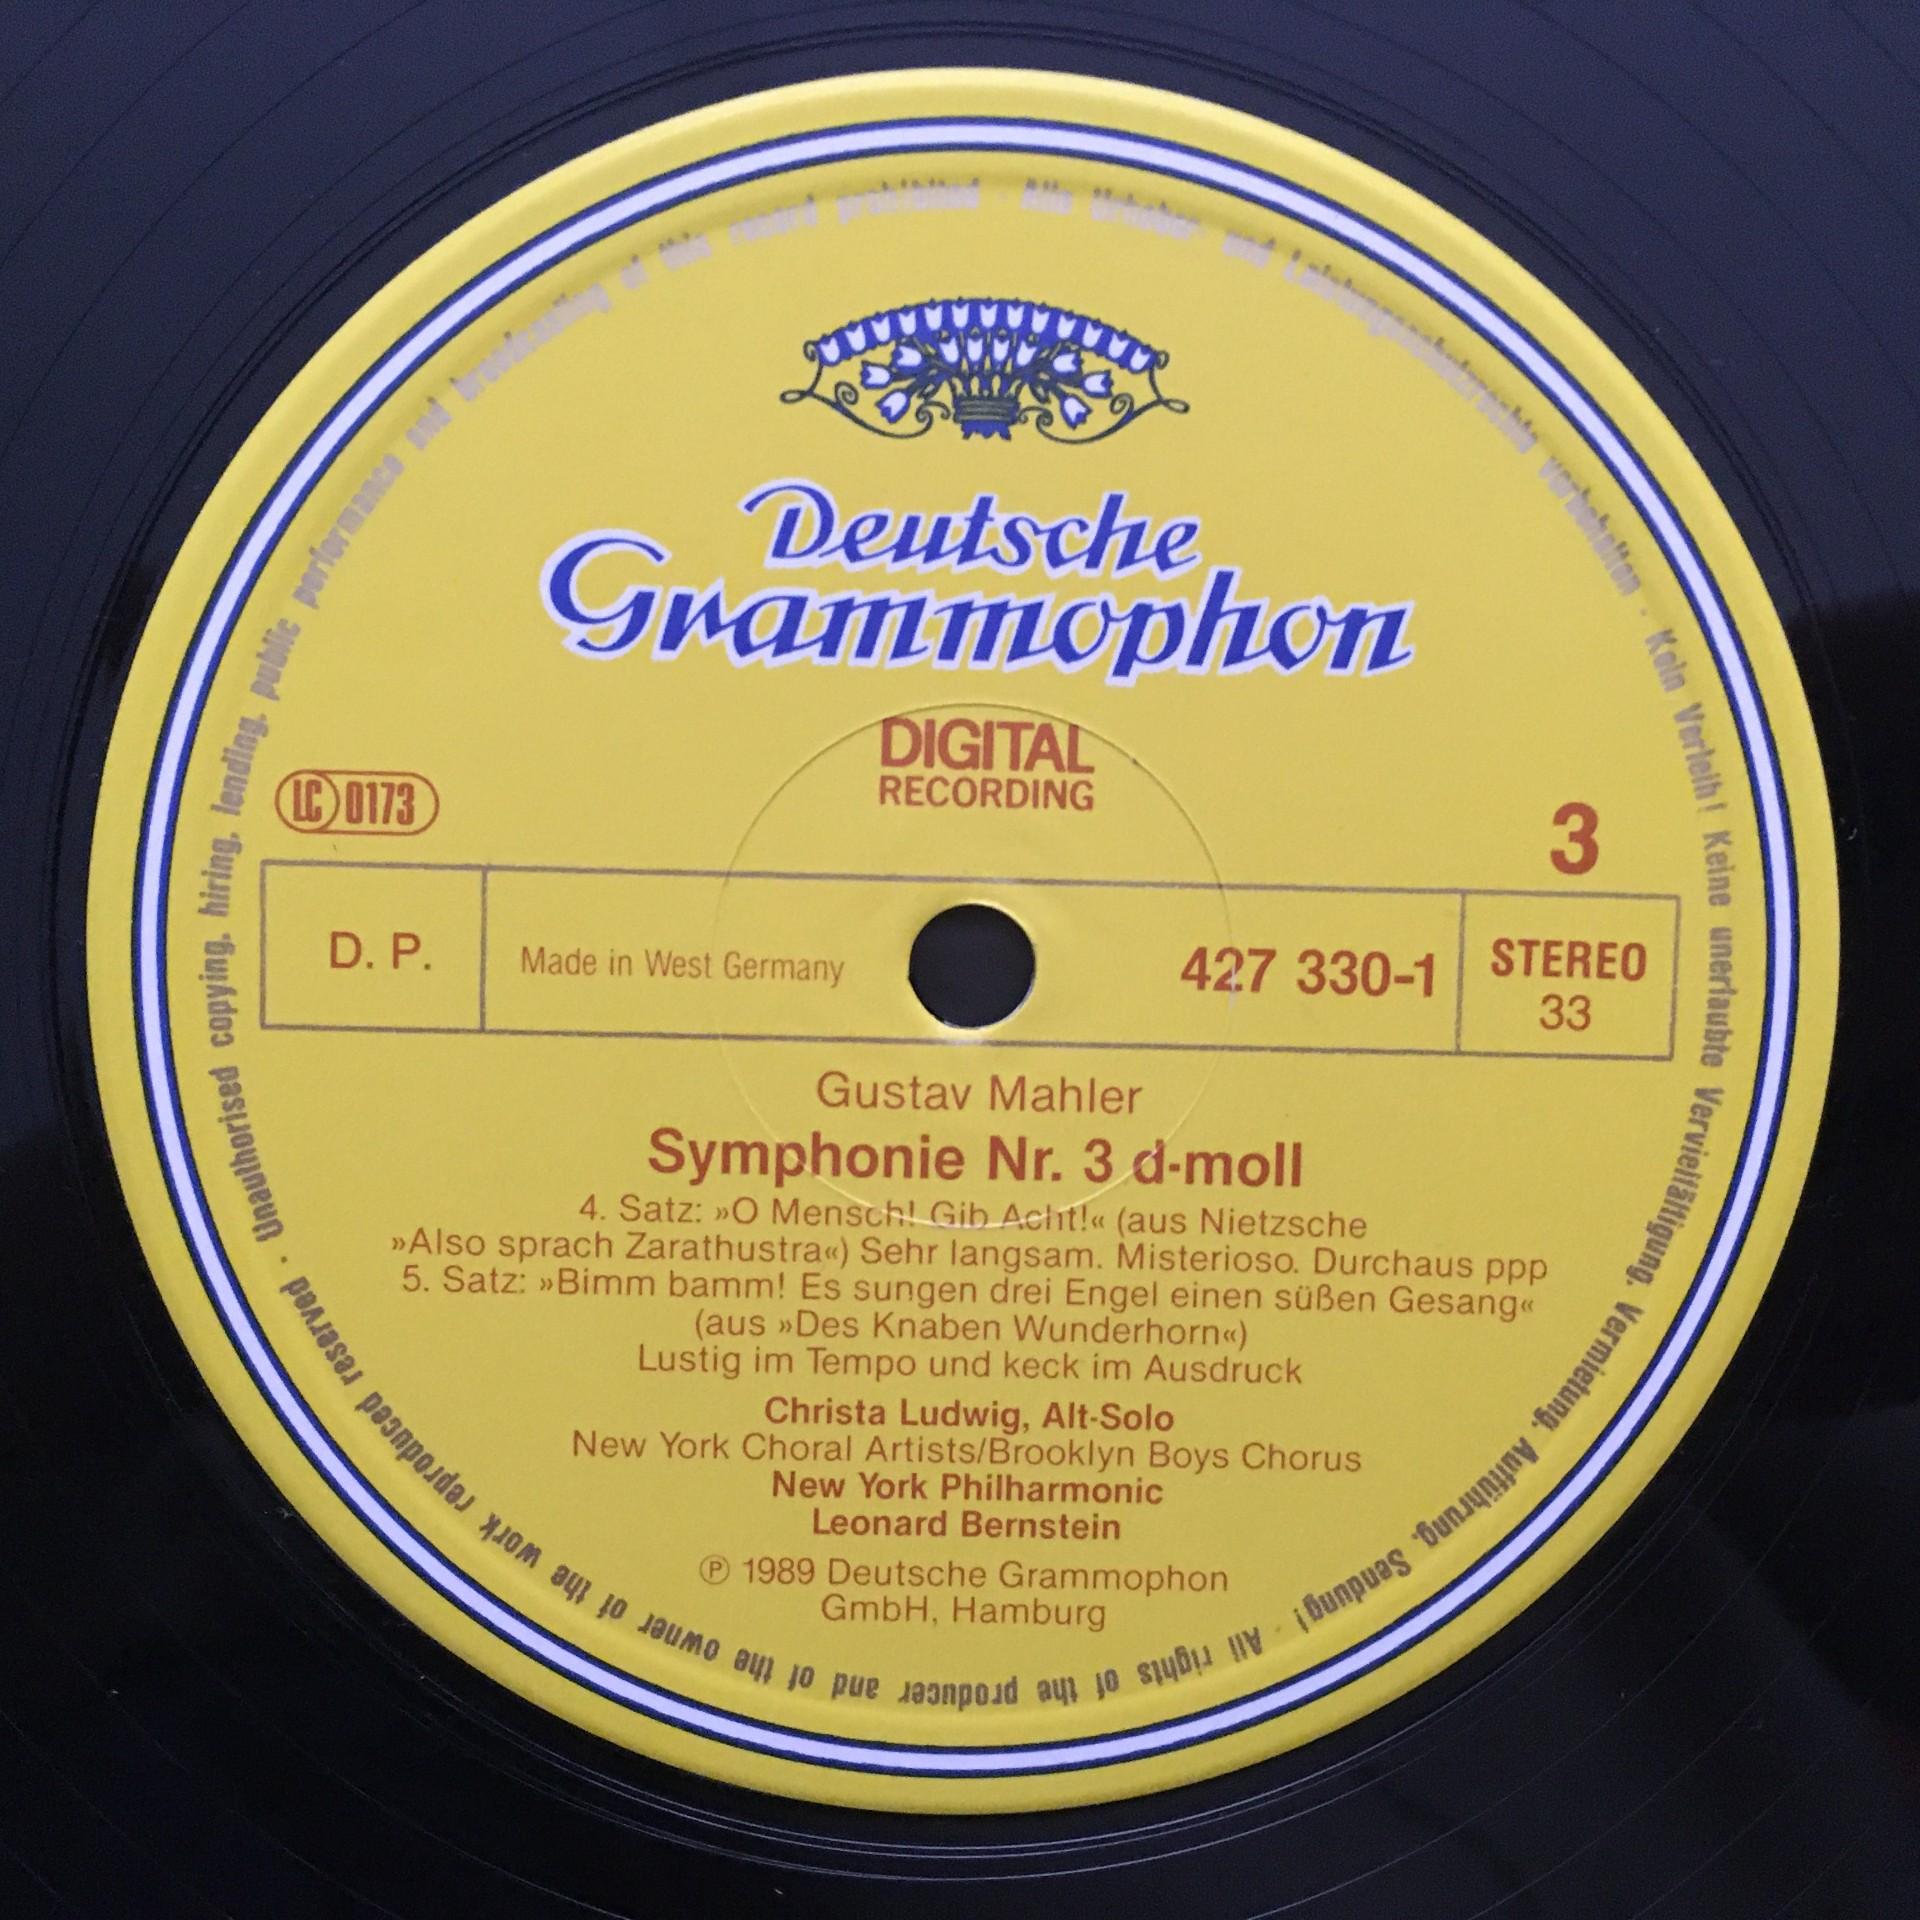 Deutsche
Grammophon
DIGITAL
RECORDING
LC 0173
3
D. P.
Made in West Germany
427 330-1
STEREO
33
Gustav Mahler
Symphonie Nr. 3 d-moll
4. Satz: »O Mensch! Gib Acht!« (aus Nietzsche
»Also sprach Zarathustra«) Sehr langsam. Misterioso. Durchaus ppp
5. Satz: »Bimm bamm! Es sungen drei Engel einen süßen Gesang«
(aus »Des Knaben Wunderhorn«)
Lustig im Tempo und keck im Ausdruck
Christa Ludwig, Alt-Solo
New York Choral Artists/Brooklyn Boys Chorus
New York Philharmonic
Leonard Bernstein
℗ 1989 Deutsche Grammophon
GmbH, Hamburg
Alle Urheber- und Leistungsschutzrechte vorbehalten · Kein Verleih! Keine unerlaubte Vervielfältigung, Vermietung, Aufführung, Sendung! · All rights of the producer and of the owner of the work reproduced reserved · Unauthorised copying, hiring, lending, public performance and broadcasting of this record prohibited ·